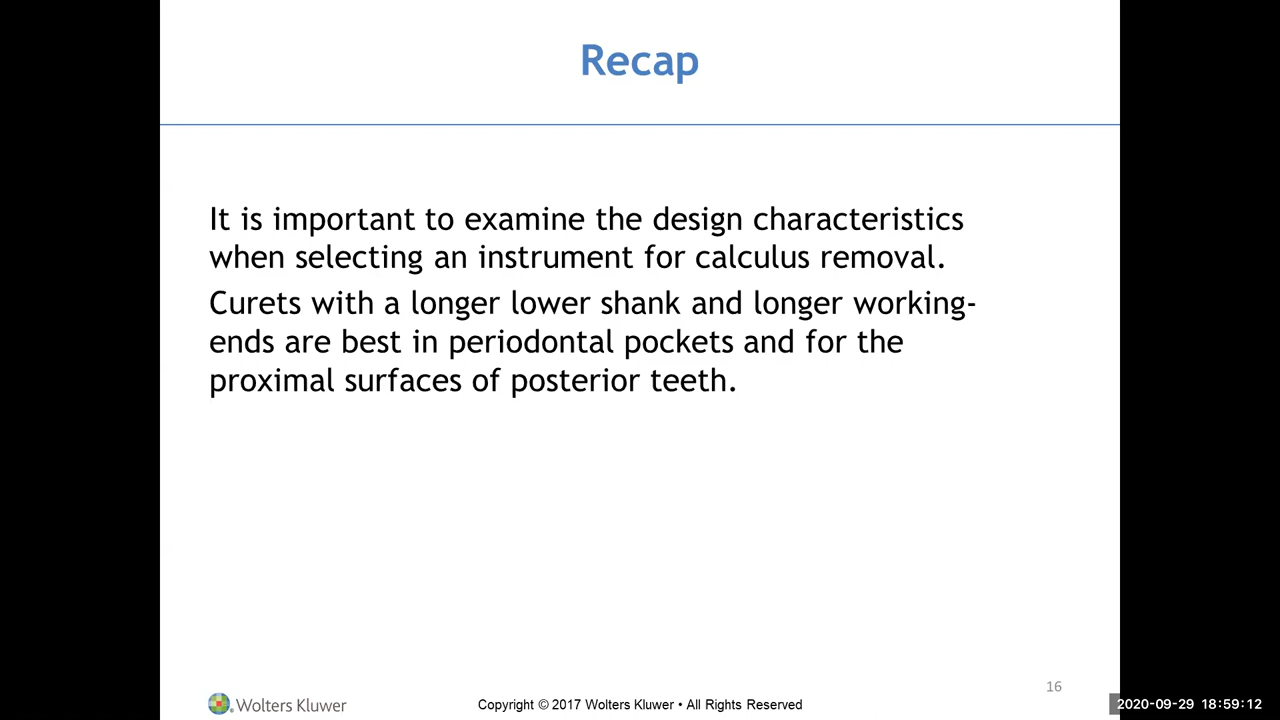 Recap
It is important to examine the design characteristics
when selecting an instrument for calculus removal.
Curets with a longer lower shank and longer working-
ends are best in periodontal pockets and for the
proximal surfaces of posterior teeth.
16
Wolters Kluwer
Copyright © 2017 Wolters Kluwer • All Rights Reserved
2020-09-29 18:59:12